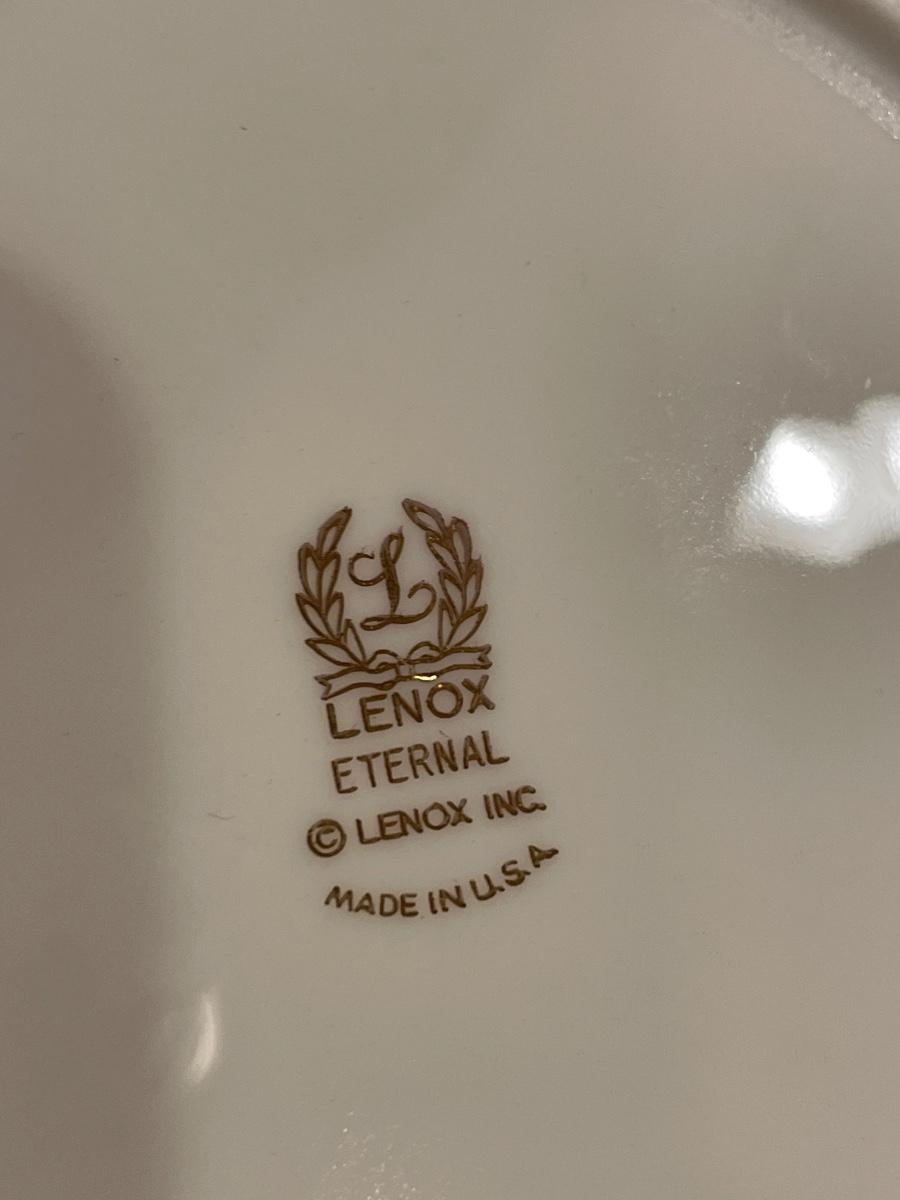 L
LENOX
ETERNAL
© LENOX INC.
MADE IN U.S.A